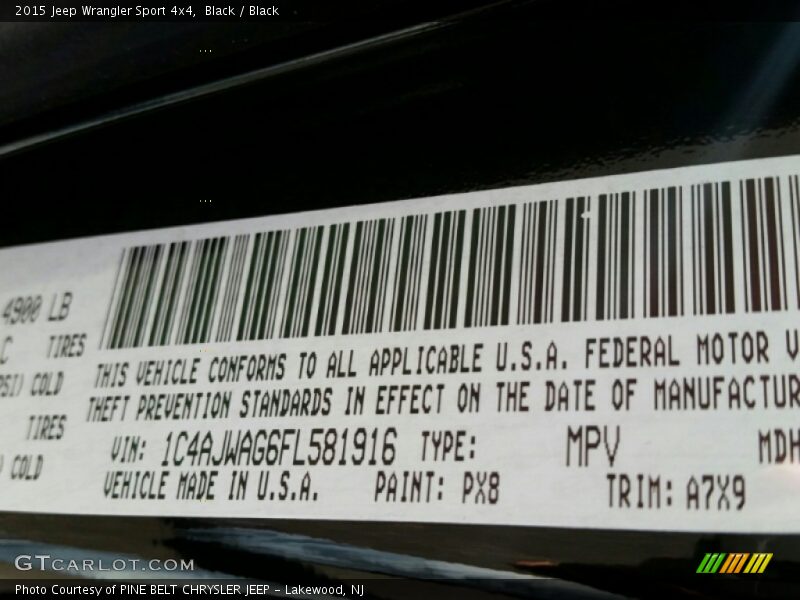 2015 Jeep Wrangler Sport 4x4,  Black / Black
4900 LB
C TIRES
PSI) COLD
TIRES
) COLD
THIS VEHICLE CONFORMS TO ALL APPLICABLE U.S.A. FEDERAL MOTOR V
THEFT PREVENTION STANDARDS IN EFFECT ON THE DATE OF MANUFACTUR
VIN: 1C4AJWAG6FL581916 TYPE: MPV MDH
VEHICLE MADE IN U.S.A. PAINT: PX8 TRIM: A7X9
GTCARLOT.COM
Photo Courtesy of PINE BELT CHRYSLER JEEP – Lakewood, NJ